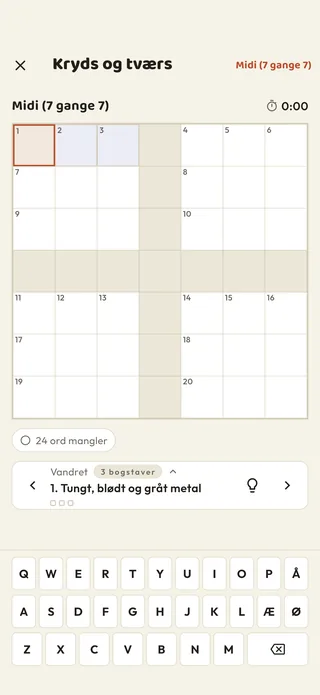 Kryds og tværs
Midi (7 gange 7)
Midi (7 gange 7)
0:00
1 2 3 4 5 6
7 8
9 10
11 12 13 14 15 16
17 18
19 20
24 ord mangler
Vandret 3 bogstaver
1. Tungt, blødt og gråt metal
Q W E R T Y U I O P Å
A S D F G H J K L Æ Ø
Z X C V B N M